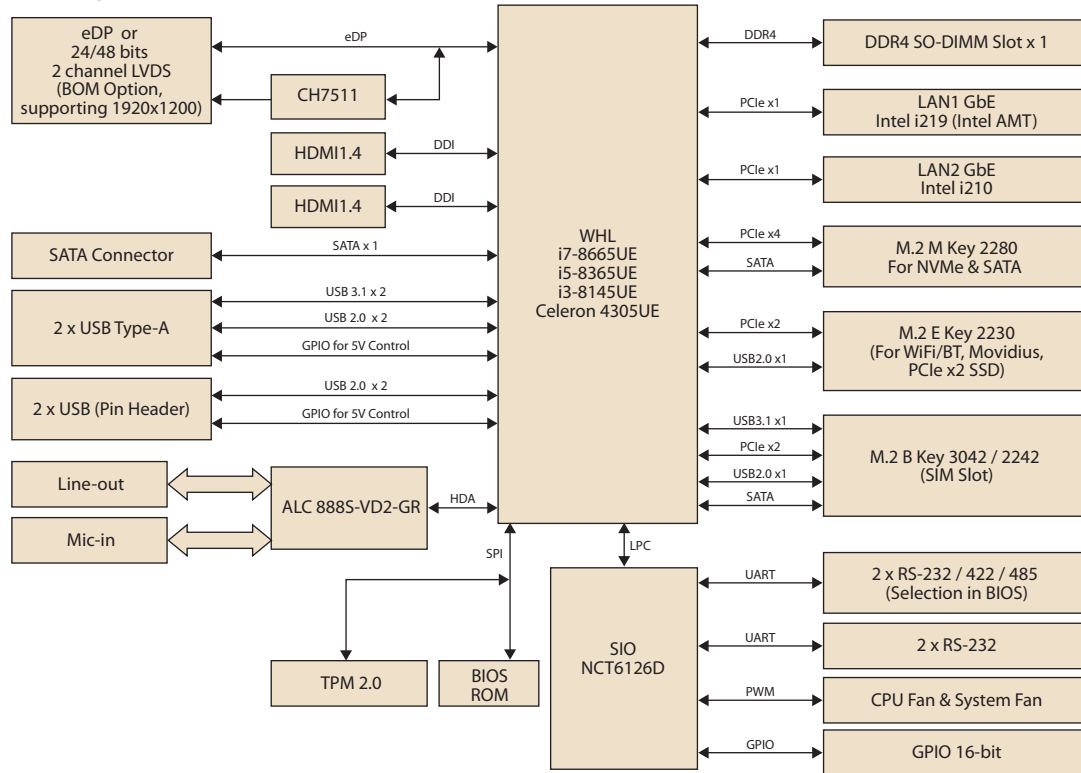 eDP or
24/48 bits
2 channel LVDS
(BOM Option,
supporting 1920x1200)
eDP
CH7511
HDMI1.4
DDI
HDMI1.4
DDI
SATA Connector
SATA x 1
2 x USB Type-A
USB 3.1 x 2
USB 2.0 x 2
GPIO for 5V Control
2 x USB (Pin Header)
USB 2.0 x 2
GPIO for 5V Control
Line-out
Mic-in
ALC 888S-VD2-GR
HDA
WHL
i7-8665UE
i5-8365UE
i3-8145UE
Celeron 4305UE
SPI
TPM 2.0
BIOS
ROM
LPC
SIO
NCT6126D
DDR4
DDR4 SO-DIMM Slot x 1
PCIe x1
LAN1 GbE
Intel i219 (Intel AMT)
PCIe x1
LAN2 GbE
Intel i210
PCIe x4
SATA
M.2 M Key 2280
For NVMe & SATA
PCIe x2
USB2.0 x1
M.2 E Key 2230
(For WiFi/BT, Movidius,
PCIe x2 SSD)
USB3.1 x1
PCIe x2
USB2.0 x1
SATA
M.2 B Key 3042 / 2242
(SIM Slot)
UART
2 x RS-232 / 422 / 485
(Selection in BIOS)
UART
2 x RS-232
PWM
CPU Fan & System Fan
GPIO
GPIO 16-bit